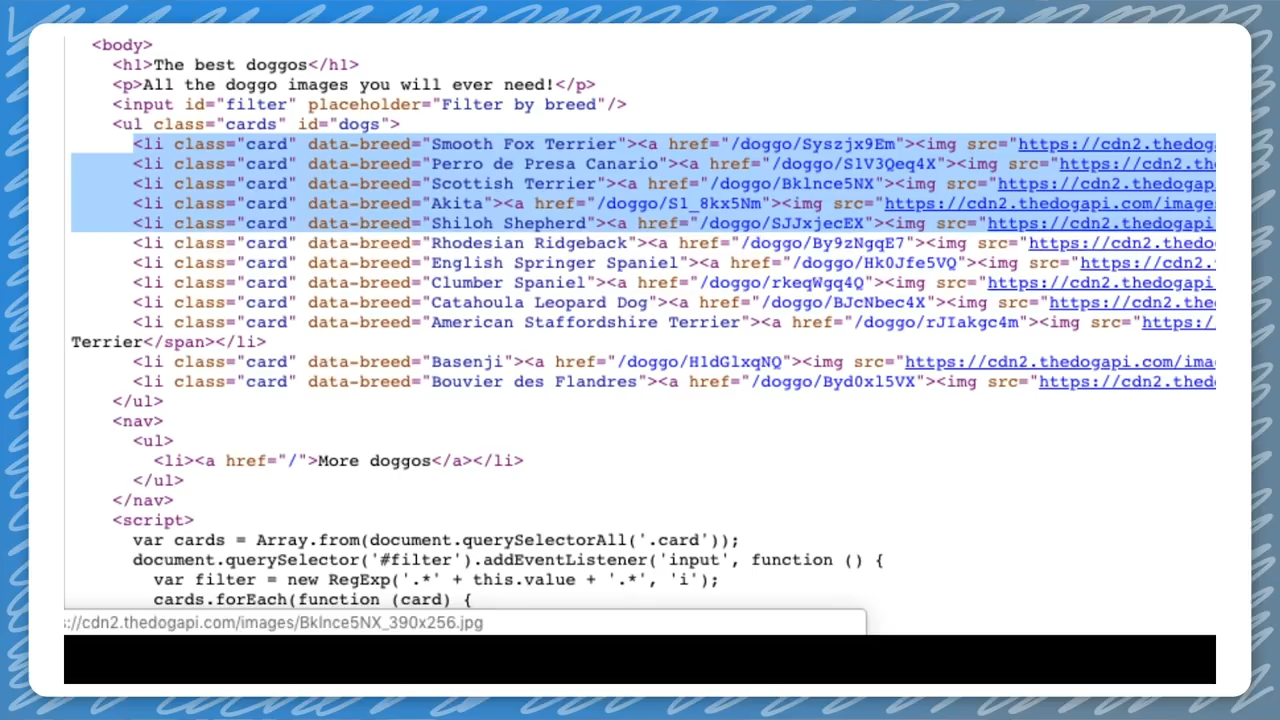 <body>
<h1>The best doggos</h1>
<p>All the doggo images you will ever need!</p>
<input id="filter" placeholder="Filter by breed"/>
<ul class="cards" id="dogs">
<li class="card" data-breed="Smooth Fox Terrier"><a href="/doggo/Syszjx9Em"><img src="https://cdn2.thedog
<li class="card" data-breed="Perro de Presa Canario"><a href="/doggo/S1V3Qeq4X"><img src="https://cdn2.th
<li class="card" data-breed="Scottish Terrier"><a href="/doggo/Bklnce5NX"><img src="https://cdn2.thedogap
<li class="card" data-breed="Akita"><a href="/doggo/S1_8kx5Nm"><img src="https://cdn2.thedogapi.com/image
<li class="card" data-breed="Shiloh Shepherd"><a href="/doggo/SJJxjecEX"><img src="https://cdn2.thedogapi
<li class="card" data-breed="Rhodesian Ridgeback"><a href="/doggo/By9zNgqE7"><img src="https://cdn2.thedo
<li class="card" data-breed="English Springer Spaniel"><a href="/doggo/Hk0Jfe5VQ"><img src="https://cdn2.
<li class="card" data-breed="Clumber Spaniel"><a href="/doggo/rkeqWgq4Q"><img src="https://cdn2.thedogapi
<li class="card" data-breed="Catahoula Leopard Dog"><a href="/doggo/BJcNbec4X"><img src="https://cdn2.the
<li class="card" data-breed="American Staffordshire Terrier"><a href="/doggo/rJIakgc4m"><img src="https:/
Terrier</span></li>
<li class="card" data-breed="Basenji"><a href="/doggo/H1dGlxqNQ"><img src="https://cdn2.thedogapi.com/ima
<li class="card" data-breed="Bouvier des Flandres"><a href="/doggo/Byd0xl5VX"><img src="https://cdn2.thed
</ul>
<nav>
<ul>
<li><a href="/">More doggos</a></li>
</ul>
</nav>
<script>
var cards = Array.from(document.querySelectorAll('.card'));
document.querySelector('#filter').addEventListener('input', function () {
var filter = new RegExp('.*' + this.value + '.*', 'i');
cards.forEach(function (card) {
://cdn2.thedogapi.com/images/Bklnce5NX_390x256.jpg